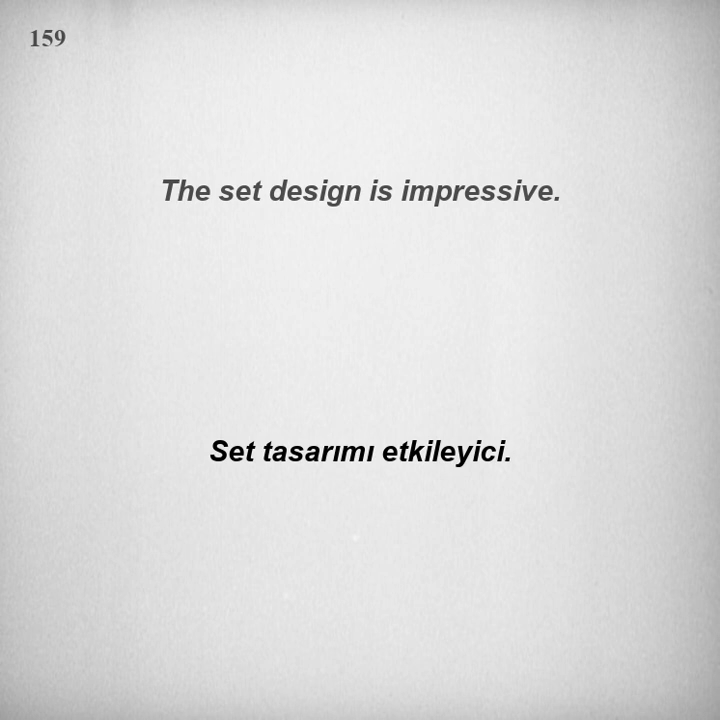 159
The set design is impressive.
Set tasarımı etkileyici.